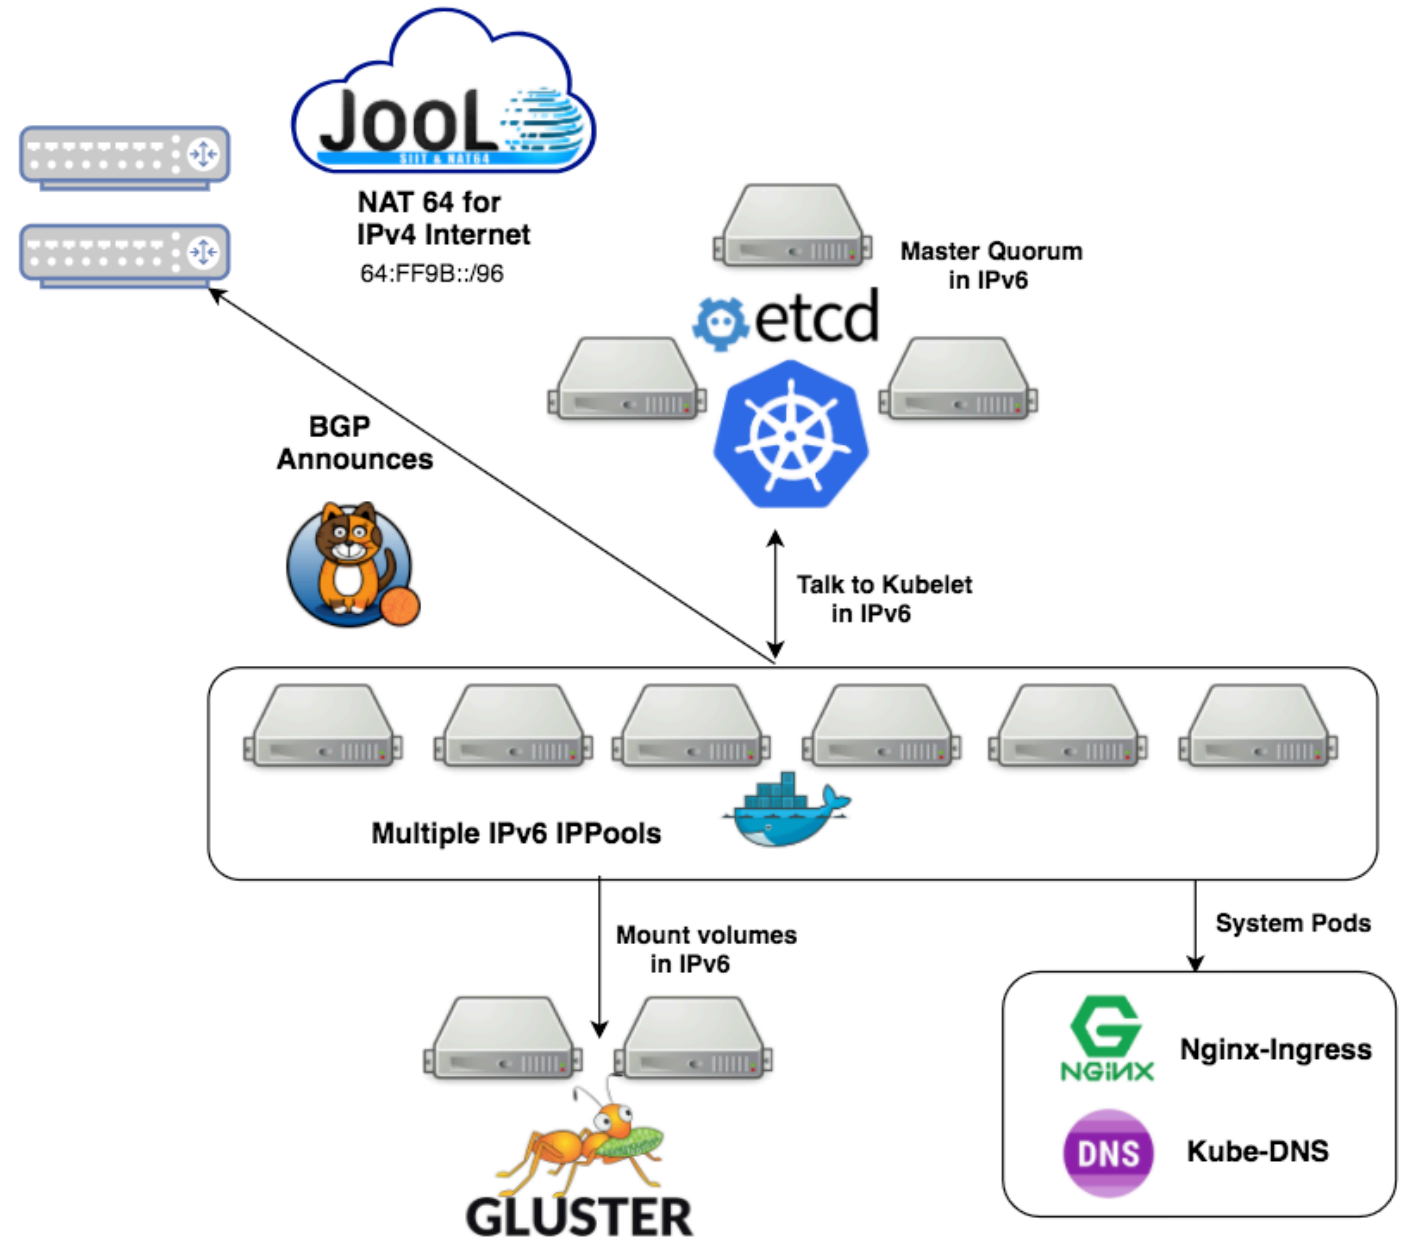 JOOL
SIIT & NAT64
NAT 64 for
IPv4 Internet
64:FF9B::/96
Master Quorum
in IPv6
etcd
BGP
Announces
Talk to Kubelet
in IPv6
Multiple IPv6 IPPools
Mount volumes
in IPv6
System Pods
NGiNX
Nginx-Ingress
DNS
Kube-DNS
GLUSTER